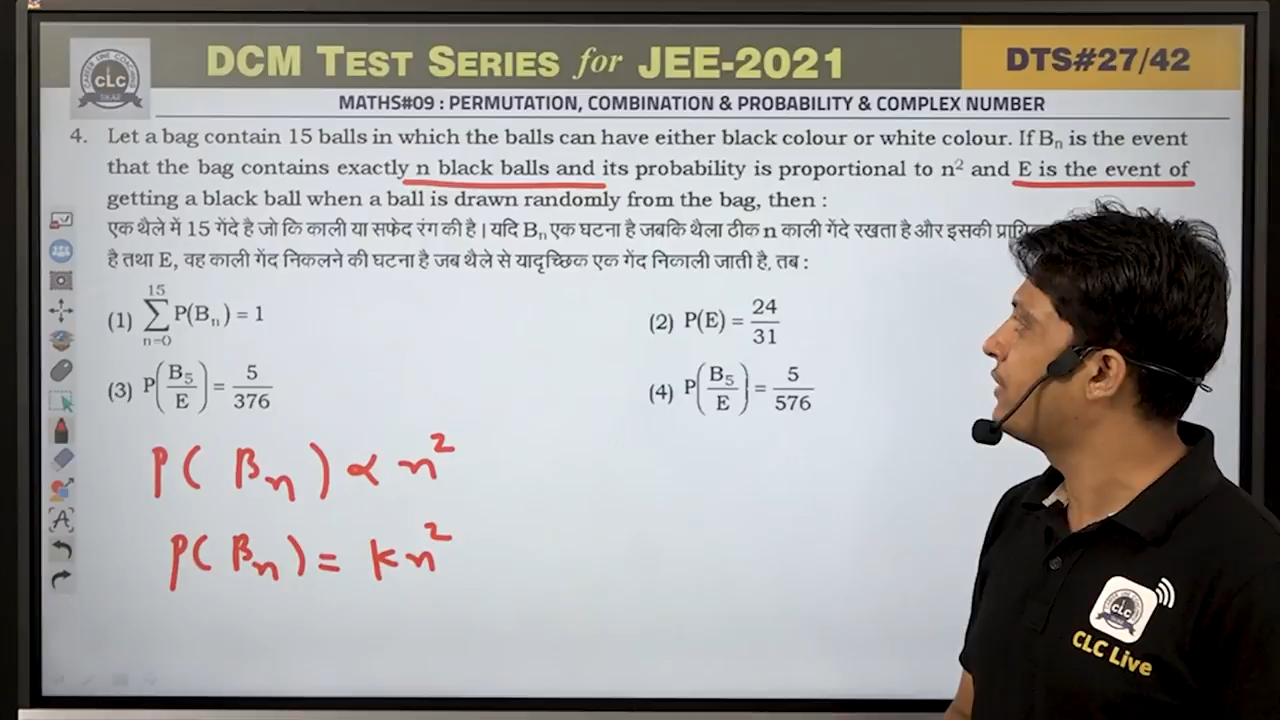 DCM TEST SERIES for JEE-2021
DTS#27/42
CLC
MATHS#09 : PERMUTATION, COMBINATION & PROBABILITY & COMPLEX NUMBER
4. Let a bag contain 15 balls in which the balls can have either black colour or white colour. If Bₙ is the event
that the bag contains exactly n black balls and its probability is proportional to n² and E is the event of
getting a black ball when a ball is drawn randomly from the bag, then :
एक थैले में 15 गेंदे है जो कि काली या सफेद रंग की है। यदि Bₙ एक घटना है जबकि थैला ठीक n काली गेंदे रखता है और इसकी
है तथा E, वह काली गेंद निकलने की घटना है जब थैले से यादृच्छिक एक गेंद निकाली जाती है, तब :
(1) ∑_{n=0}^{15} P(Bₙ) = 1
(2) P(E) = 24/31
(3) P(B₅/E) = 5/376
(4) P(B₅/E) = 5/576
P(Bₙ) ∝ n²
P(Bₙ) = kn²
CLC
CLC Live